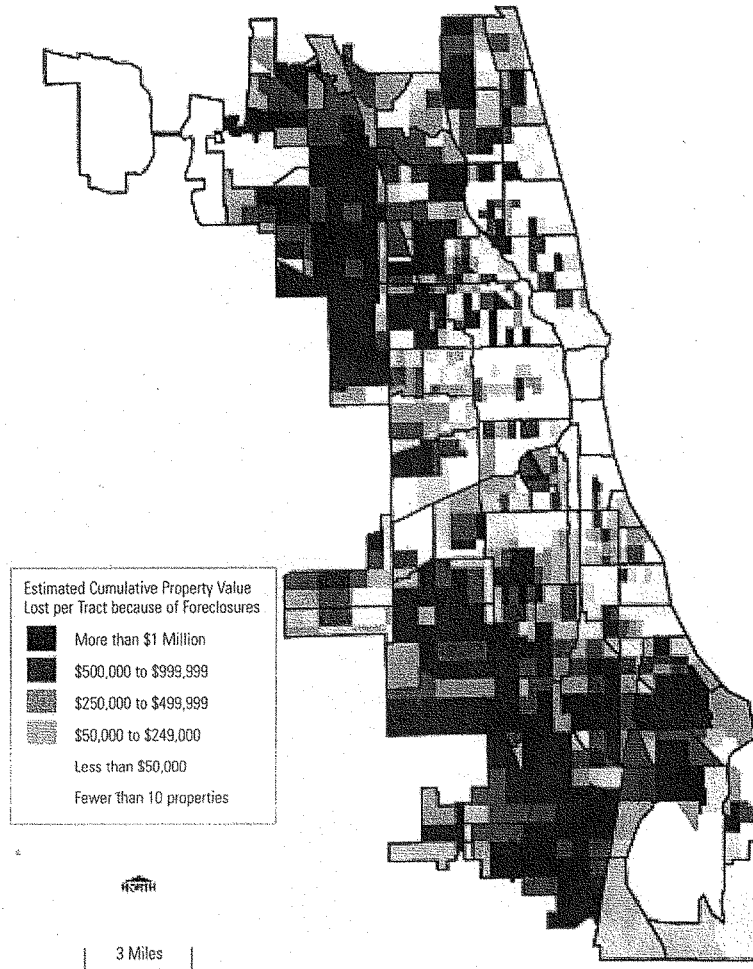 Estimated Cumulative Property Value
Lost per Tract because of Foreclosures
More than $1 Million
$500,000 to $999,999
$250,000 to $499,999
$50,000 to $249,000
Less than $50,000
Fewer than 10 properties
NORTH
3 Miles